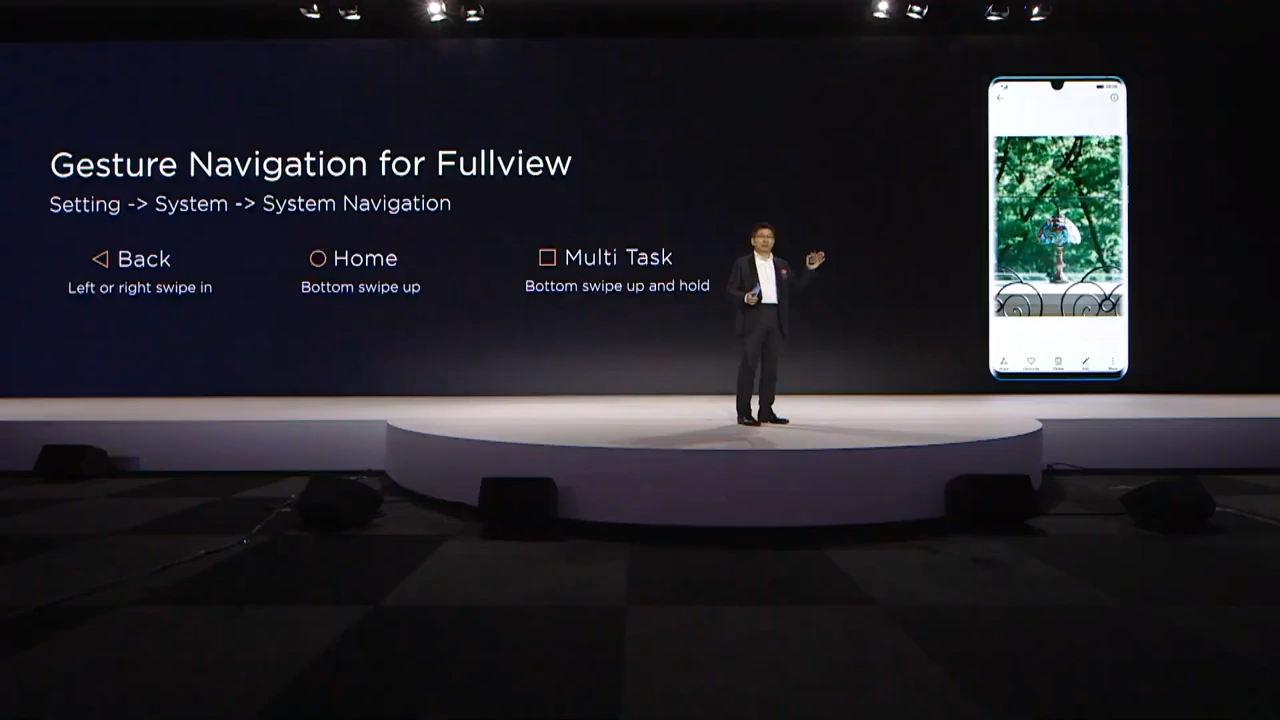 Gesture Navigation for Fullview
Setting -> System -> System Navigation
Back
Home
Multi Task
Left or right swipe in
Bottom swipe up
Bottom swipe up and hold